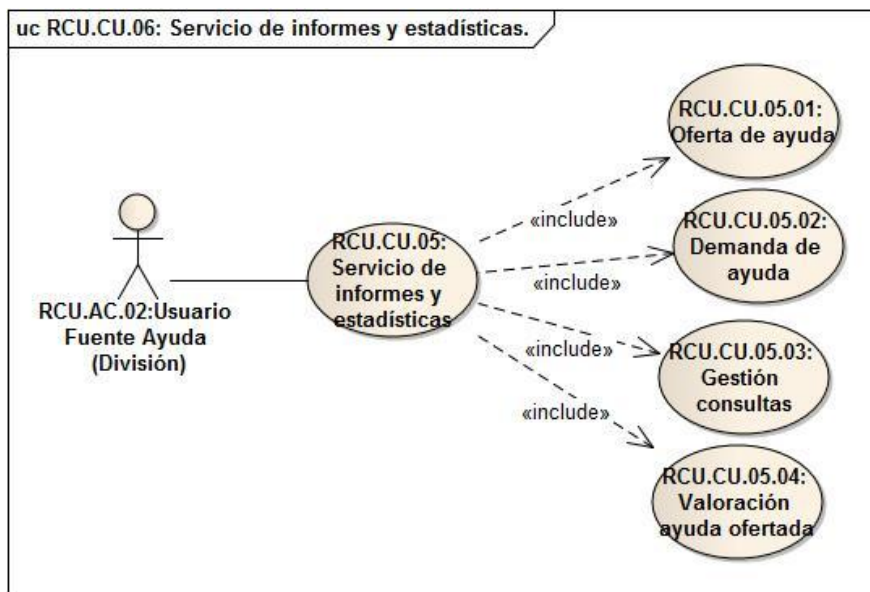 uc RCU.CU.06: Servicio de informes y estadísticas.
RCU.CU.05.01:
Oferta de ayuda
«include»
RCU.CU.05.02:
Demanda de
ayuda
«include»
RCU.AC.02:Usuario
Fuente Ayuda
(División)
RCU.CU.05:
Servicio de
informes y
estadísticas
«include»
RCU.CU.05.03:
Gestión
consultas
«include»
RCU.CU.05.04:
Valoración
ayuda ofertada